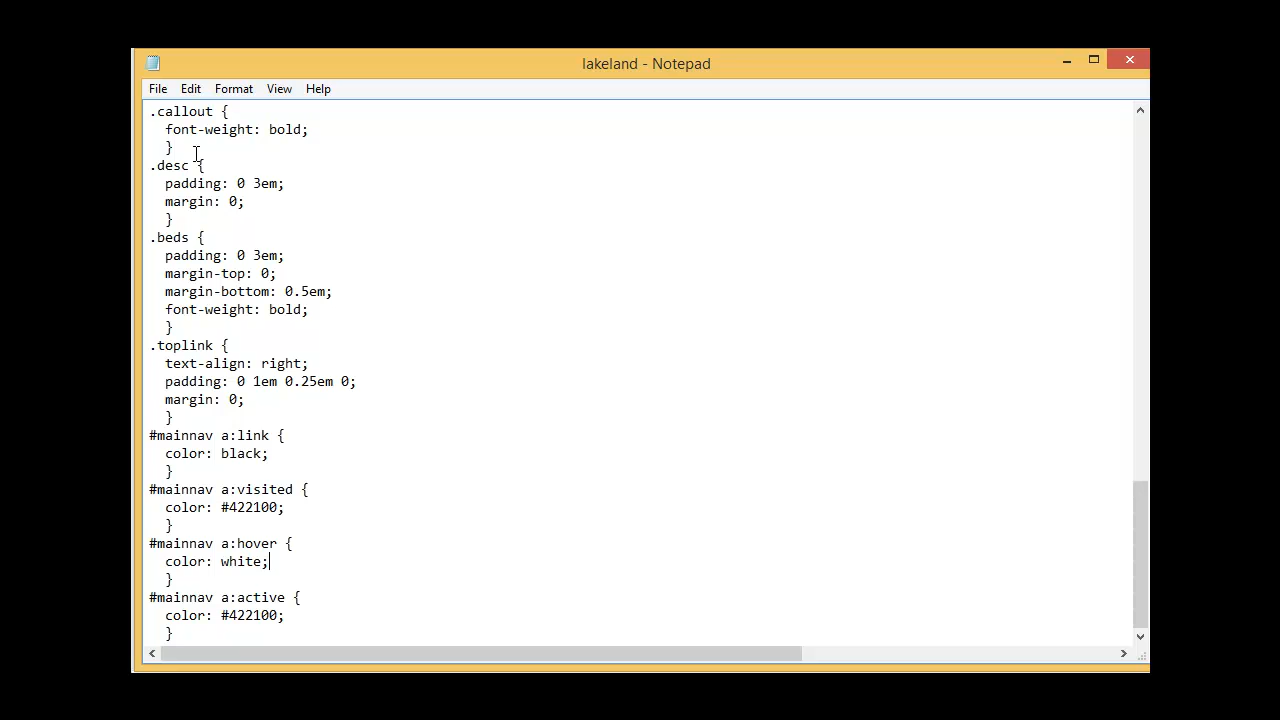 lakeland - Notepad
File Edit Format View Help
.callout {
  font-weight: bold;
  }
.desc {
  padding: 0 3em;
  margin: 0;
  }
.beds {
  padding: 0 3em;
  margin-top: 0;
  margin-bottom: 0.5em;
  font-weight: bold;
  }
.toplink {
  text-align: right;
  padding: 0 1em 0.25em 0;
  margin: 0;
  }
#mainnav a:link {
  color: black;
  }
#mainnav a:visited {
  color: #422100;
  }
#mainnav a:hover {
  color: white;
  }
#mainnav a:active {
  color: #422100;
  }